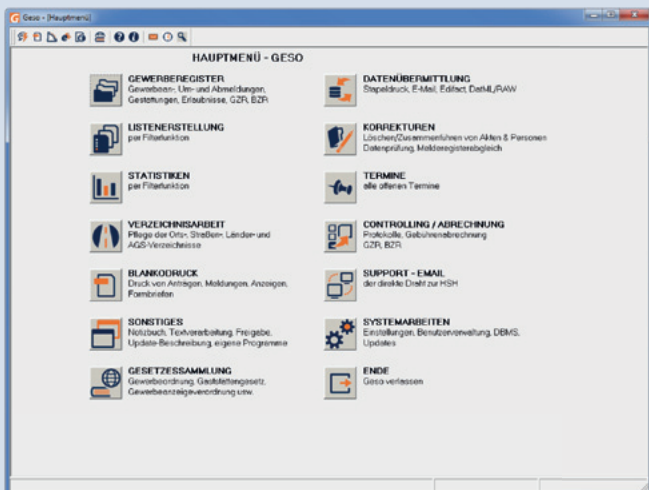 Geso - [Hauptmenü]
HAUPTMENÜ - GESO
GEWERBEREGISTER
Gewerbean-, Um- und Abmeldungen,
Gestattungen, Erlaubnisse, GZR, BZR
LISTENERSTELLUNG
per Filterfunktion
STATISTIKEN
per Filterfunktion
VERZEICHNISARBEIT
Pflege der Orts-, Straßen-, Länder- und
AGS-Verzeichnisse
BLANKODRUCK
Druck von Anträgen, Meldungen, Anzeigen,
Formbriefen
SONSTIGES
Notizbuch, Textverarbeitung, Freigabe,
Update-Beschreibung, eigene Programme
GESETZESSAMMLUNG
Gewerbeordnung, Gaststättengesetz,
Gewerbeanzeigeverordnung usw.
DATENÜBERMITTLUNG
Stapeldruck, E-Mail, Edifact, DatML/RAW
KORREKTUREN
Löschen/Zusammenführen von Akten & Personen
Datenprüfung, Melderegisterabgleich
TERMINE
alle offenen Termine
CONTROLLING / ABRECHNUNG
Protokolle, Gebührenabrechnung
GZR, BZR
SUPPORT - EMAIL
der direkte Draht zur HSH
SYSTEMARBEITEN
Einstellungen, Benutzerverwaltung, DBMS,
Updates
ENDE
Geso verlassen